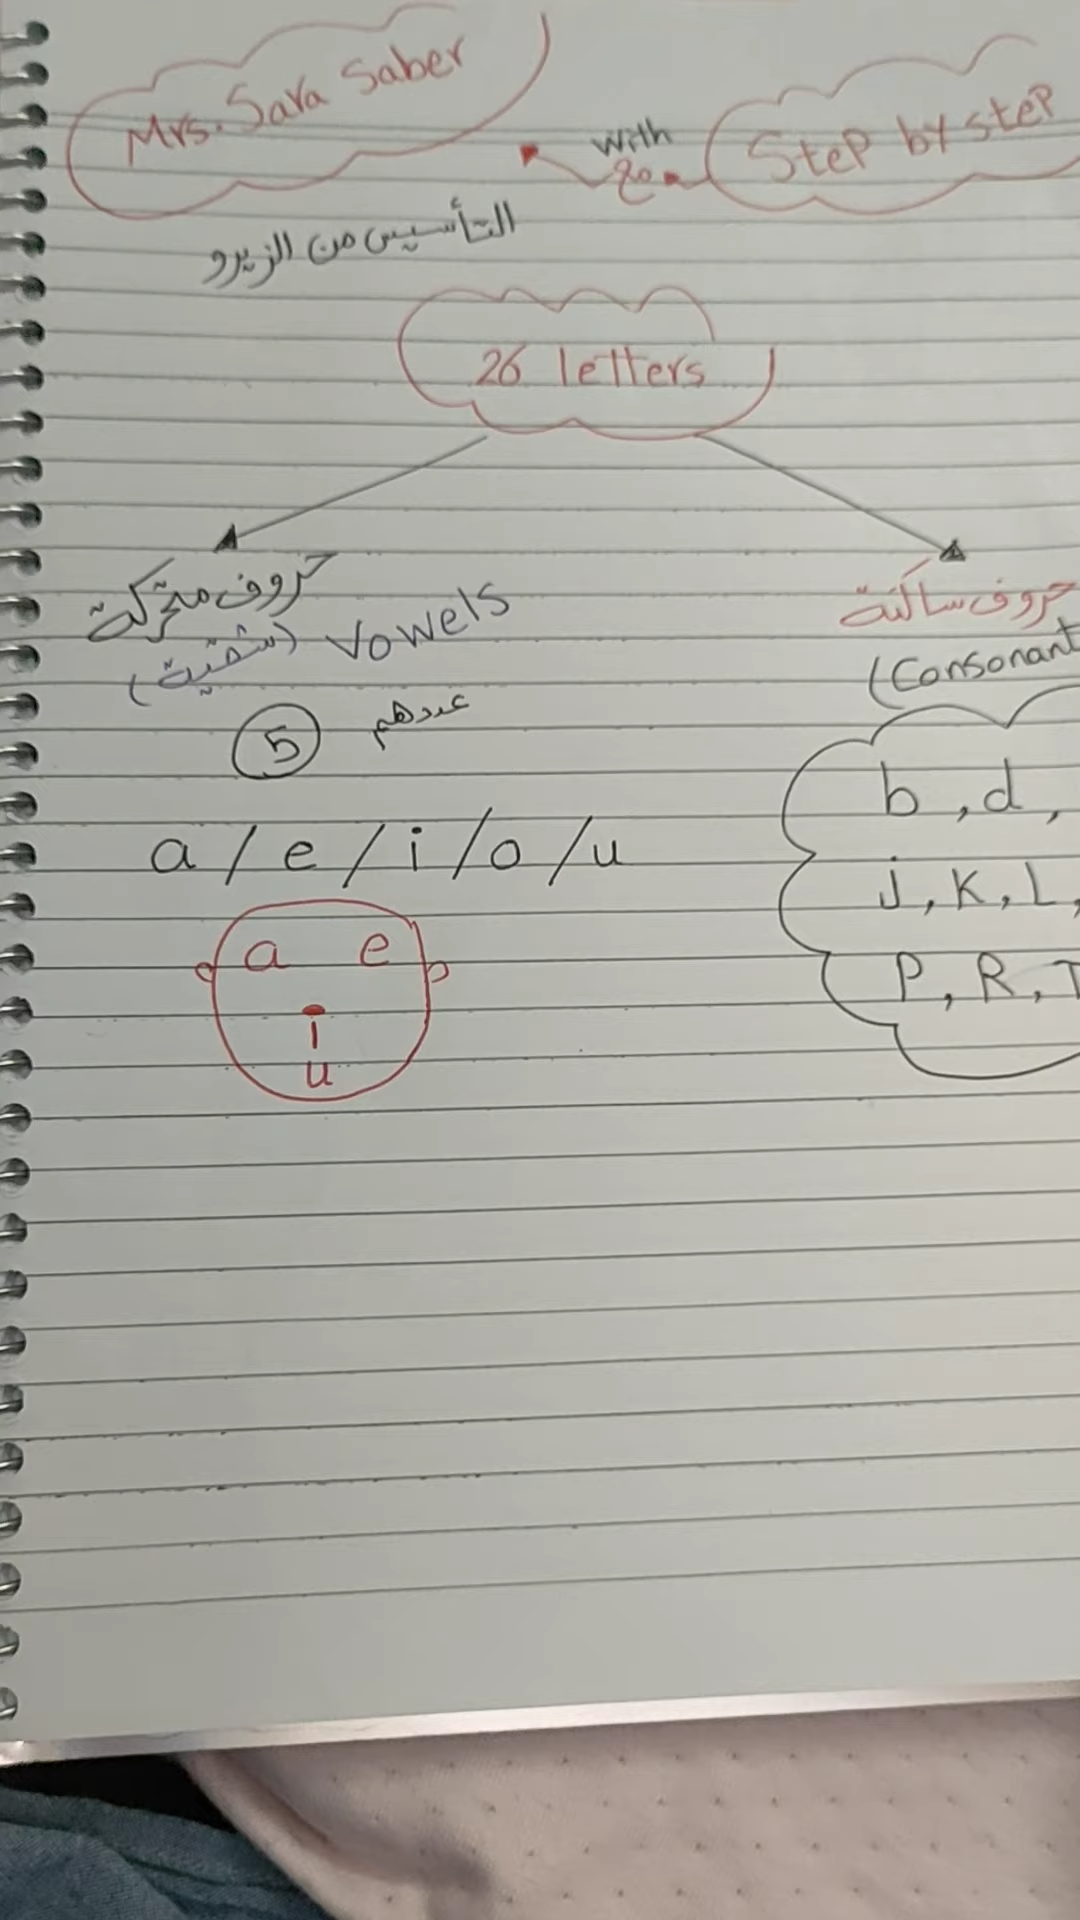 Mrs. Sara Saber with Step by step
مع
التأسيس من الزيرو
26 letters
حروف متحركة
(شفتية) Vowels
عددهم 5
a / e / i / o / u
a e
i
u
حروف ساكنة
(Consonant
b , d ,
j , K , L ,
P , R , T